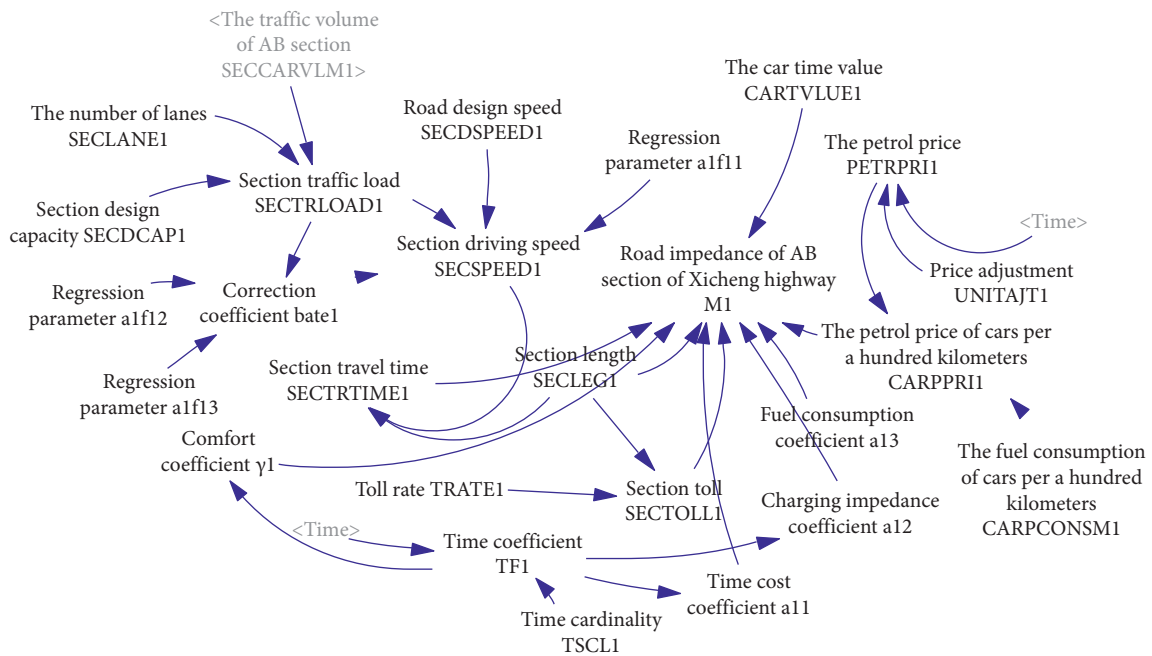 <The traffic volume
of AB section
SECCARVLM1>
The number of lanes
SECLANE1
Road design speed
SECDSPEED1
The car time value
CARTVLUE1
Regression
parameter a1f11
The petrol price
PETRPRI1
Section traffic load
SECTRLOAD1
Section design
capacity SECDCAP1
<Time>
Section driving speed
SECSPEED1
Road impedance of AB
section of Xicheng highway
M1
Price adjustment
UNITAJT1
Regression
parameter a1f12
Correction
coefficient bate1
The petrol price of cars per
a hundred kilometers
CARPPRI1
Section length
SECLEG1
Section travel time
SECTRTIME1
Regression
parameter a1f13
Fuel consumption
coefficient a13
Comfort
coefficient γ1
The fuel consumption
of cars per a hundred
kilometers
CARPCONSM1
Toll rate TRATE1
Section toll
SECTOLL1
Charging impedance
coefficient a12
<Time>
Time coefficient
TF1
Time cost
coefficient a11
Time cardinality
TSCL1